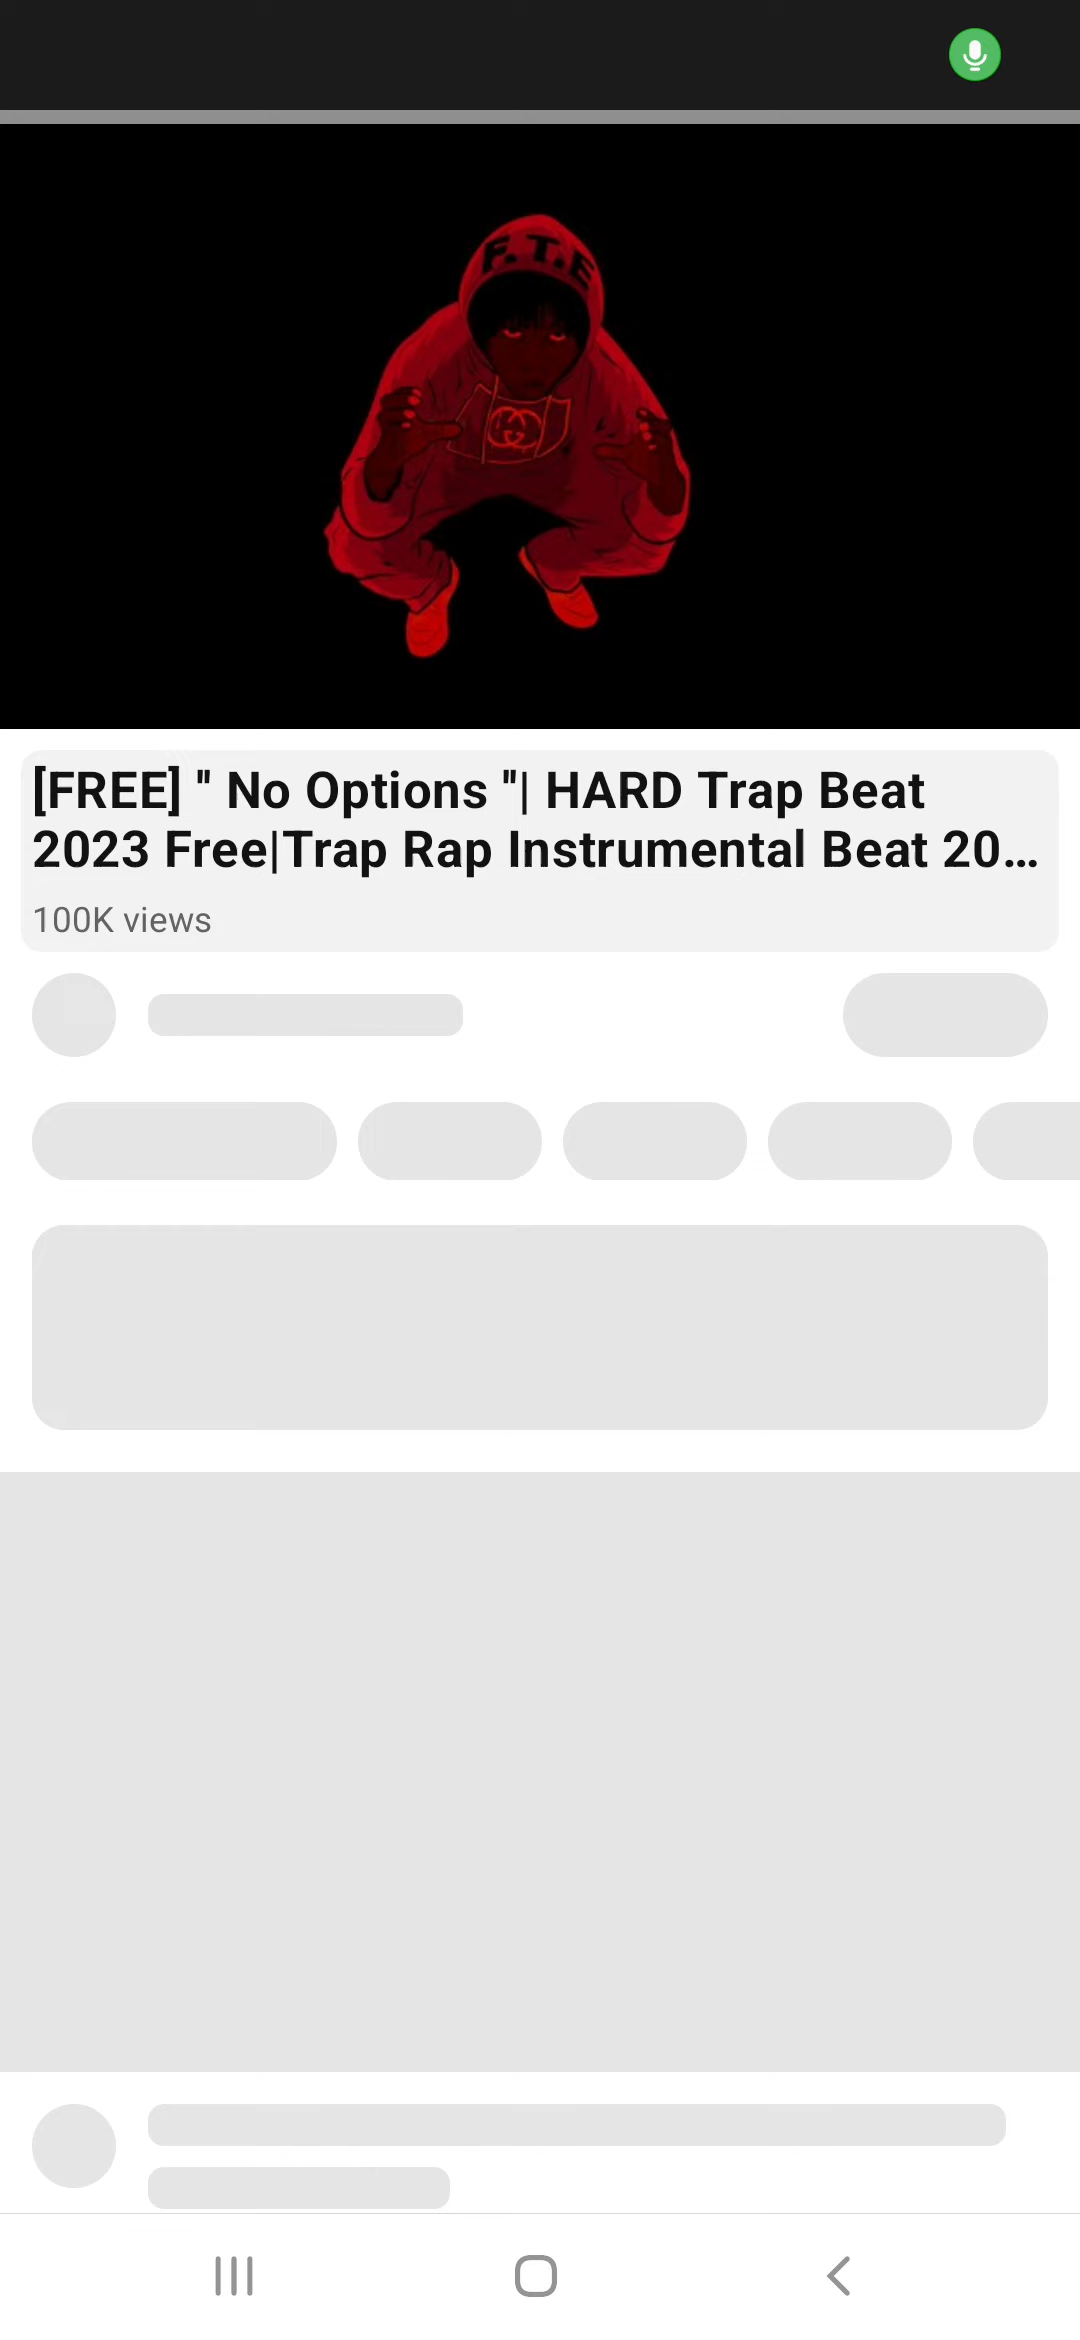 F.T.E
[FREE] " No Options "| HARD Trap Beat
2023 Free|Trap Rap Instrumental Beat 20...
100K views